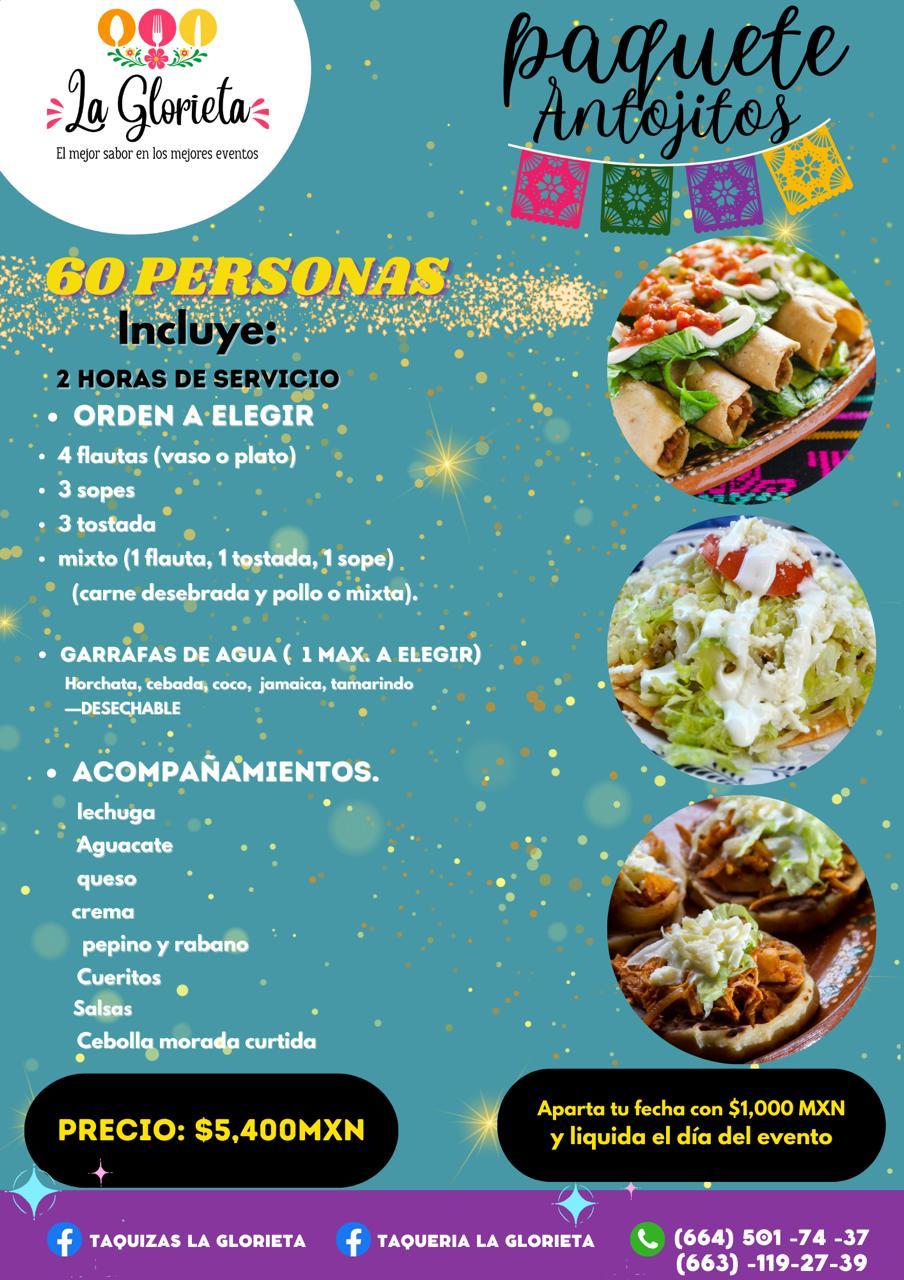 La Glorieta
El mejor sabor en los mejores eventos
paquete
Antojitos
60 PERSONAS
Incluye:
2 HORAS DE SERVICIO
• ORDEN A ELEGIR
• 4 flautas (vaso o plato)
• 3 sopes
• 3 tostada
• mixto (1 flauta, 1 tostada, 1 sope)
(carne desebrada y pollo o mixta).
• GARRAFAS DE AGUA ( 1 MAX. A ELEGIR)
Horchata, cebada, coco, jamaica, tamarindo
—DESECHABLE
• ACOMPAÑAMIENTOS.
lechuga
Aguacate
queso
crema
pepino y rabano
Cueritos
Salsas
Cebolla morada curtida
PRECIO: $5,400MXN
Aparta tu fecha con $1,000 MXN
y liquida el día del evento
TAQUIZAS LA GLORIETA
TAQUERIA LA GLORIETA
(664) 501 -74 -37
(663) -119-27-39